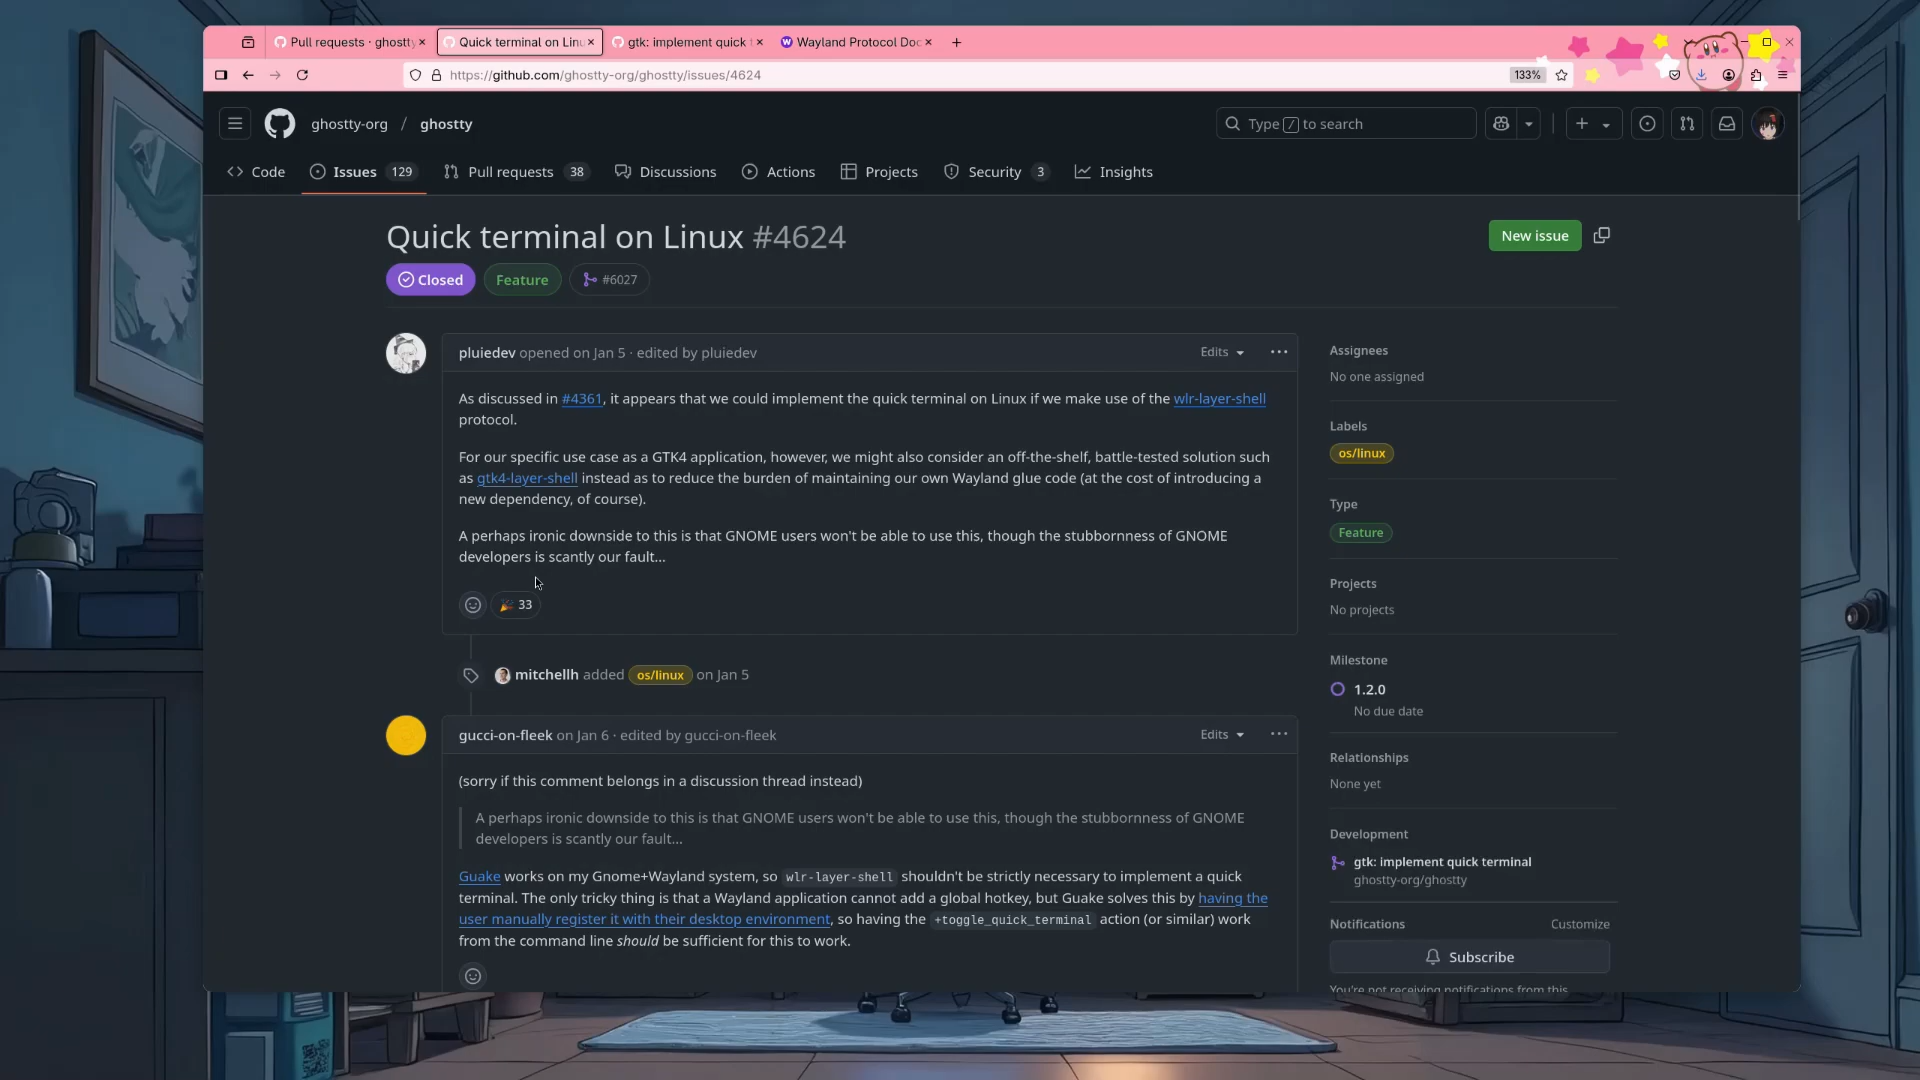 Pull requests · ghostty
Quick terminal on Linu
gtk: implement quick t
Wayland Protocol Doc
https://github.com/ghostty-org/ghostty/issues/4624
133%
ghostty-org / ghostty
Type / to search
Code
Issues 129
Pull requests 38
Discussions
Actions
Projects
Security 3
Insights
Quick terminal on Linux #4624
New issue
Closed
Feature
#6027
pluiedev opened on Jan 5 · edited by pluiedev
Edits
As discussed in #4361, it appears that we could implement the quick terminal on Linux if we make use of the wlr-layer-shell
protocol.
For our specific use case as a GTK4 application, however, we might also consider an off-the-shelf, battle-tested solution such
as gtk4-layer-shell instead as to reduce the burden of maintaining our own Wayland glue code (at the cost of introducing a
new dependency, of course).
A perhaps ironic downside to this is that GNOME users won't be able to use this, though the stubbornness of GNOME
developers is scantly our fault...
33
mitchellh added os/linux on Jan 5
gucci-on-fleek on Jan 6 · edited by gucci-on-fleek
Edits
(sorry if this comment belongs in a discussion thread instead)
A perhaps ironic downside to this is that GNOME users won't be able to use this, though the stubbornness of GNOME
developers is scantly our fault...
Guake works on my Gnome+Wayland system, so wlr-layer-shell shouldn't be strictly necessary to implement a quick
terminal. The only tricky thing is that a Wayland application cannot add a global hotkey, but Guake solves this by having the
user manually register it with their desktop environment, so having the +toggle_quick_terminal action (or similar) work
from the command line should be sufficient for this to work.
Assignees
No one assigned
Labels
os/linux
Type
Feature
Projects
No projects
Milestone
1.2.0
No due date
Relationships
None yet
Development
gtk: implement quick terminal
ghostty-org/ghostty
Notifications
Customize
Subscribe
You're not receiving notifications from this